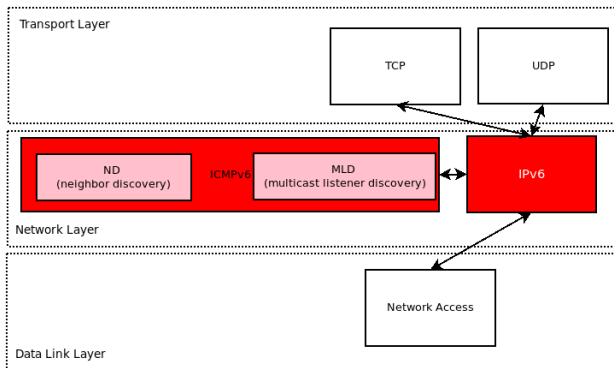 Transport Layer
TCP
UDP
ND
(neighbor discovery)
ICMPv6
MLD
(multicast listener discovery)
IPv6
Network Layer
Network Access
Data Link Layer